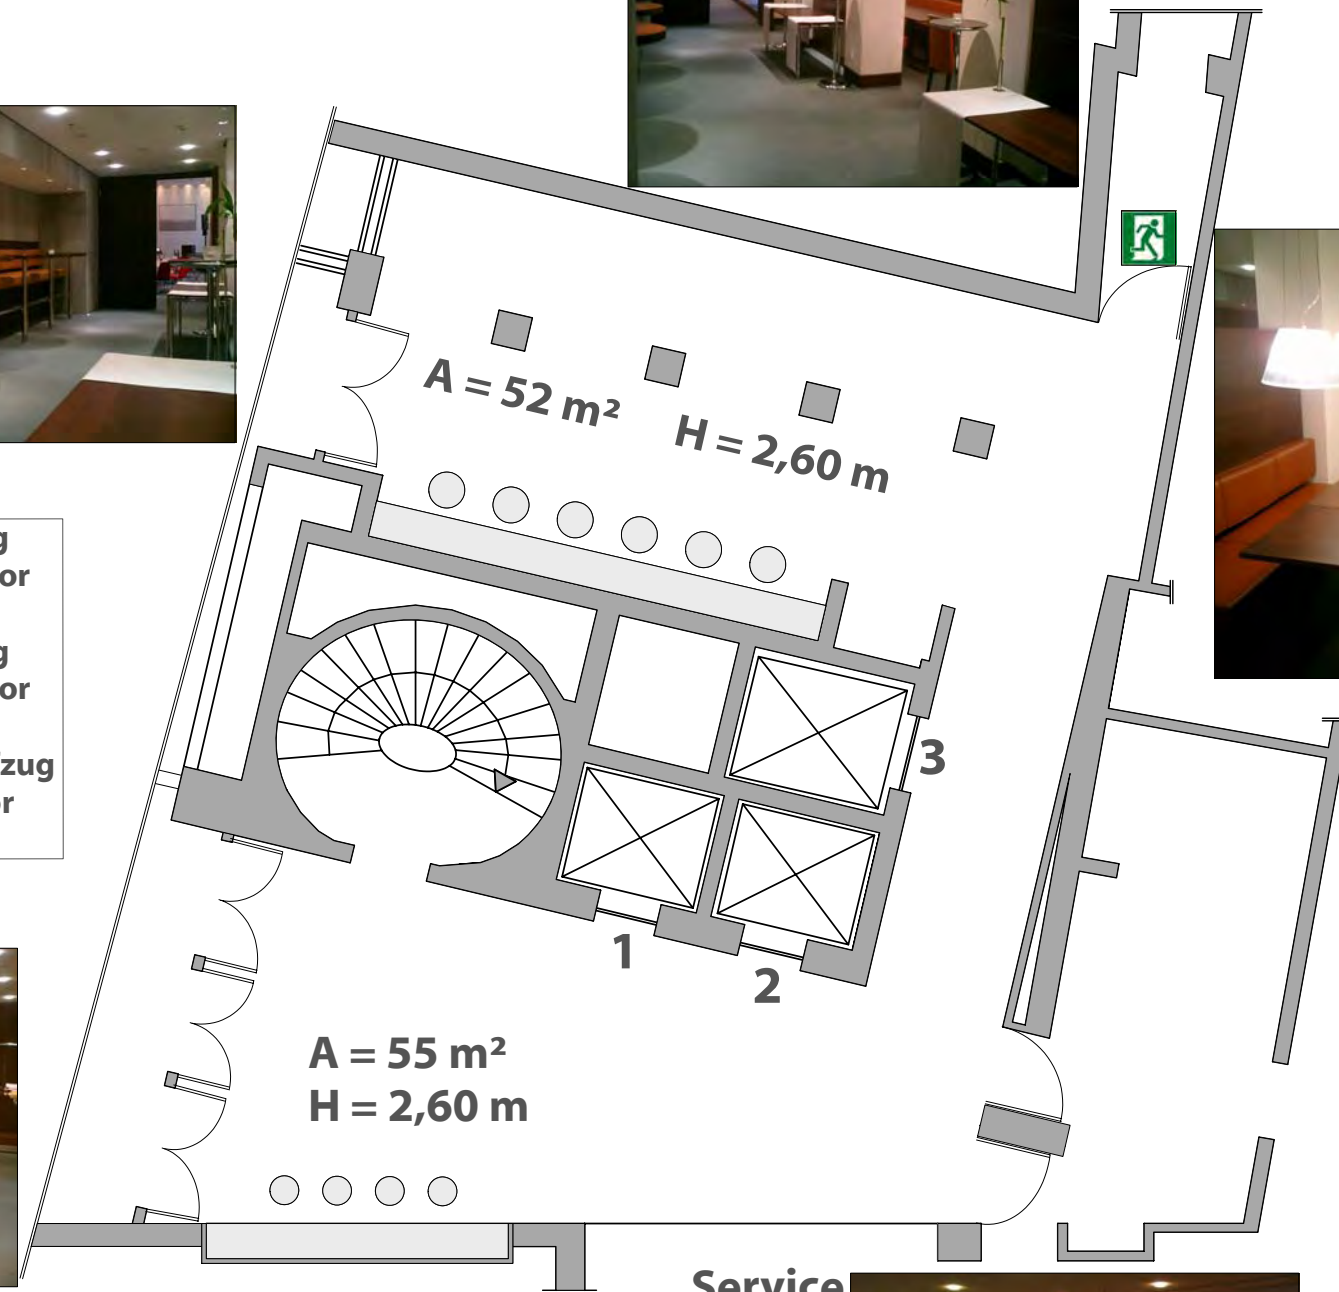 A = 52 m²
H = 2,60 m
g
or
g
or
zug
r
3
1
2
A = 55 m²
H = 2,60 m
Service